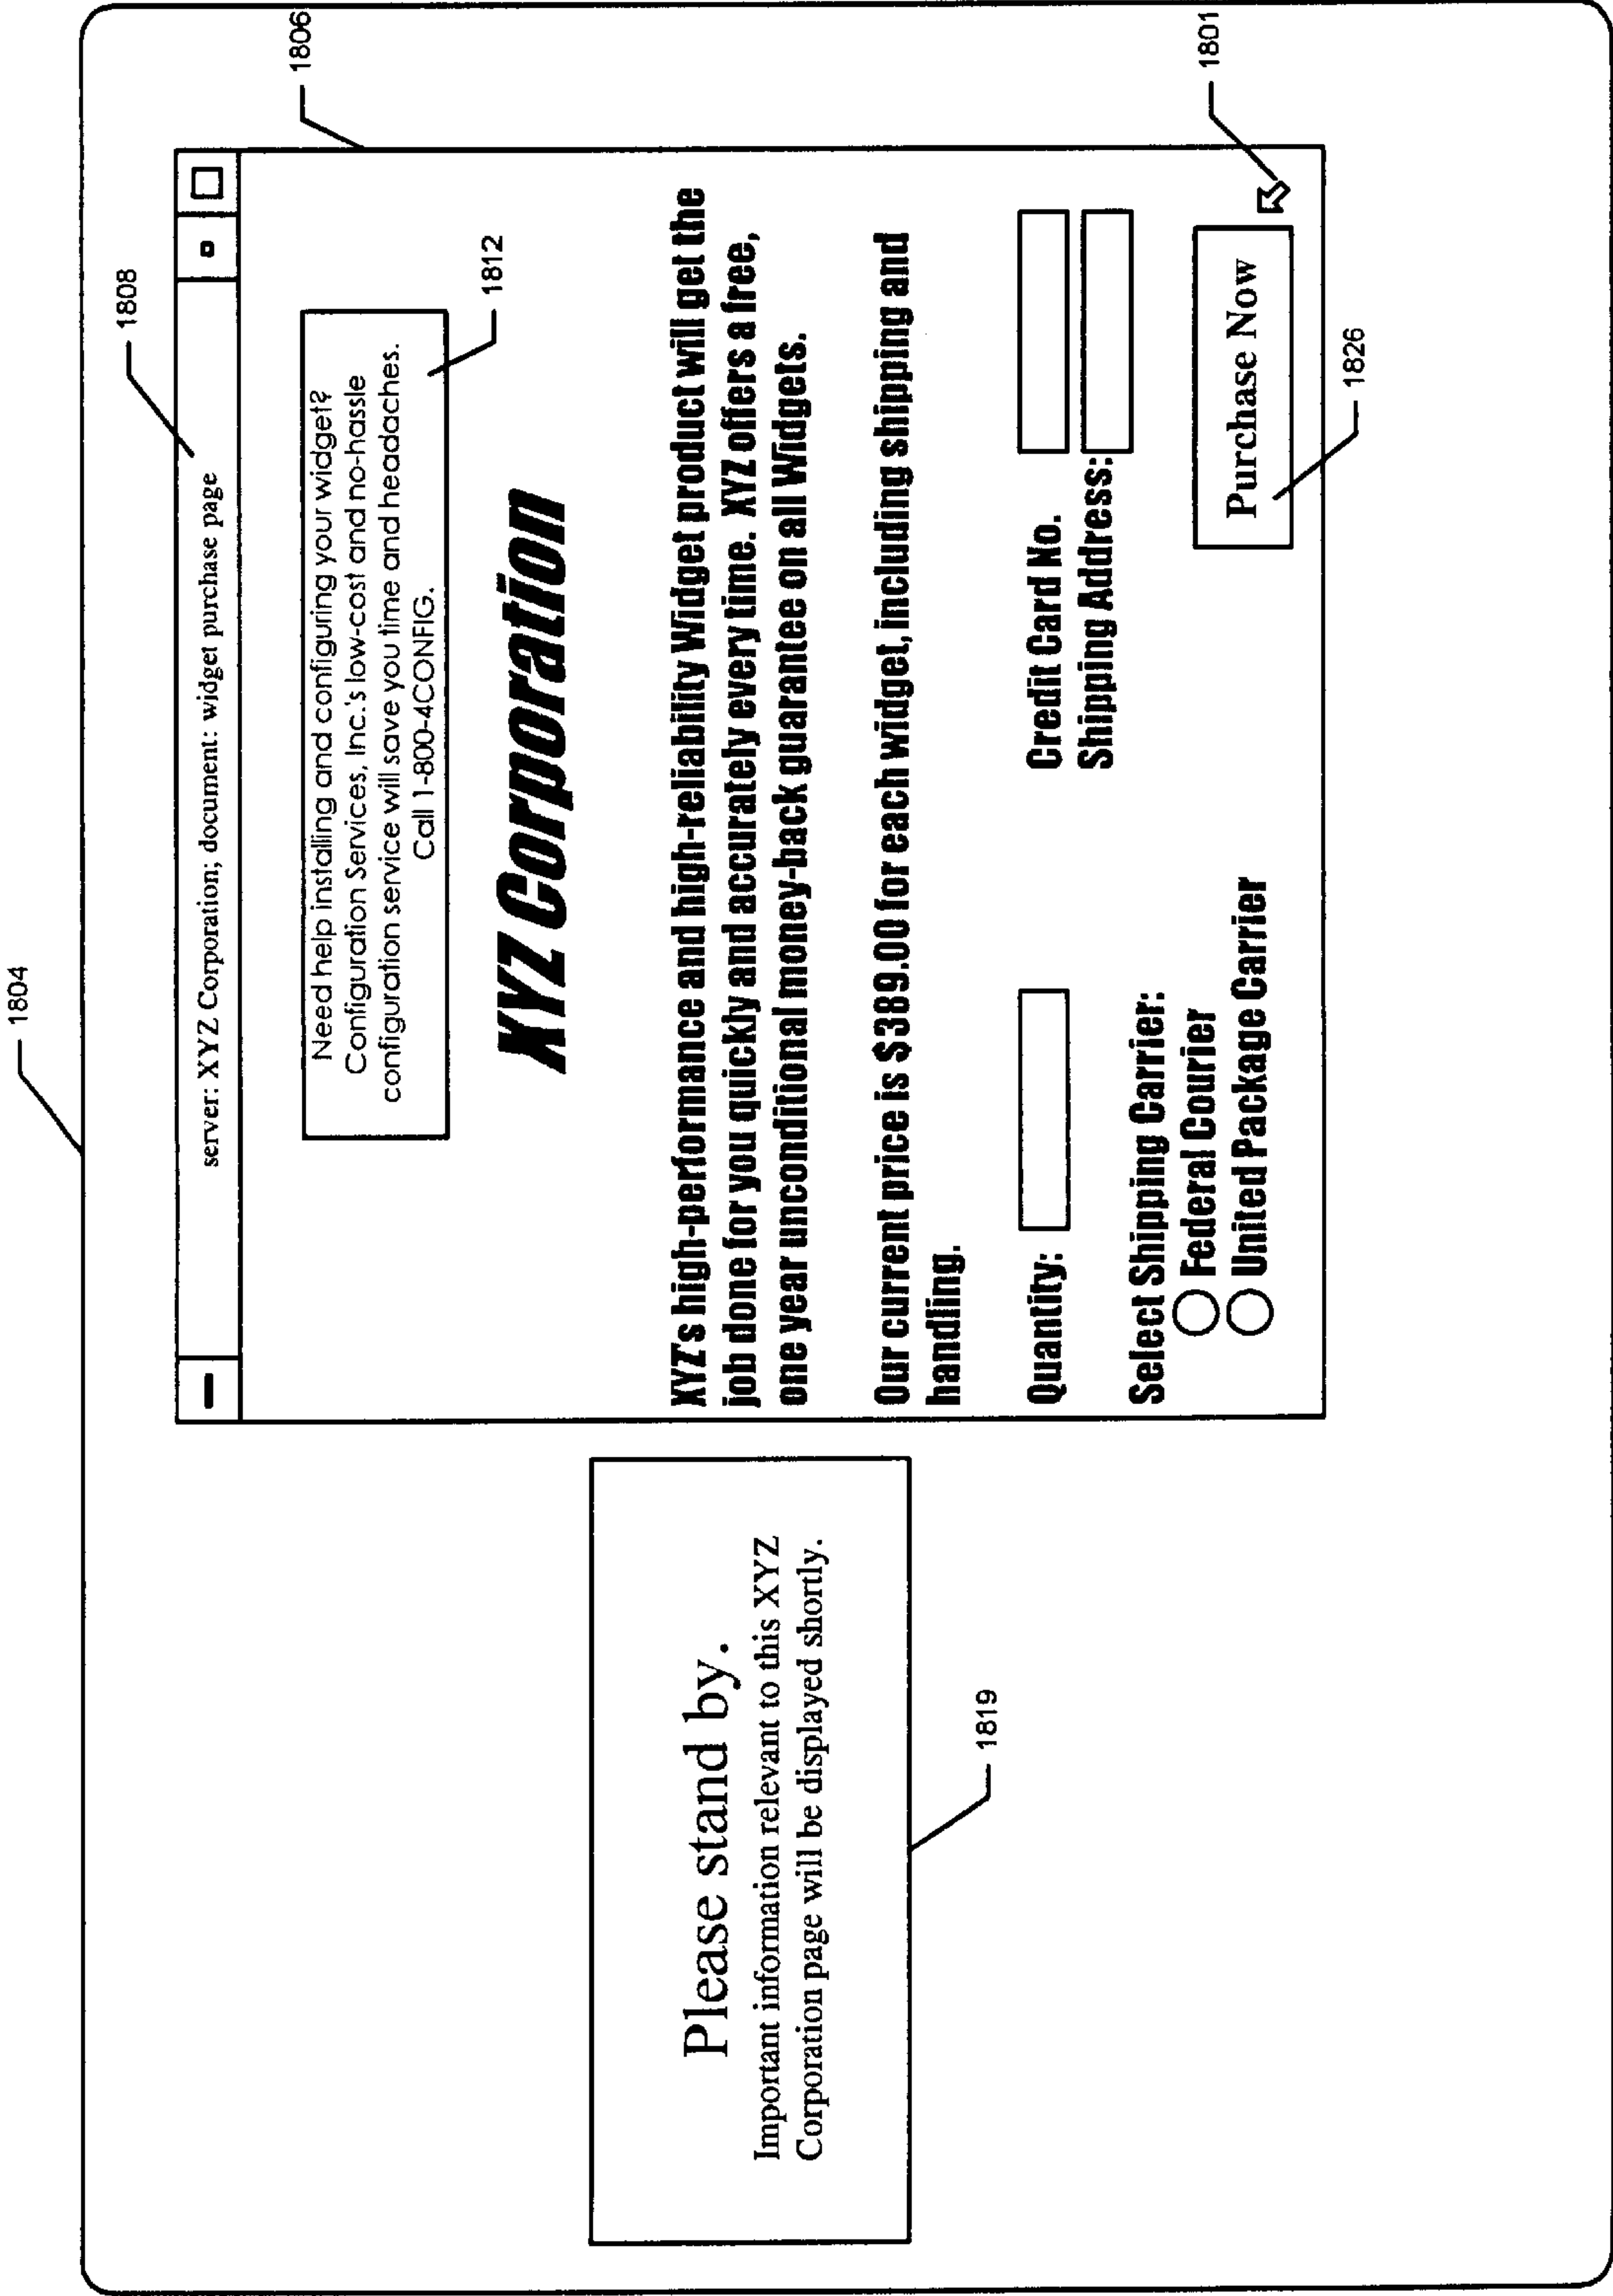 1804
1808
1806
server: XYZ Corporation; document: widget purchase page
Need help installing and configuring your widget?
Configuration Services, Inc.'s low-cost and no-hassle
configuration service will save you time and headaches.
Call 1-800-4CONFIG.
1812
XYZ Corporation
XYZ's high-performance and high-reliability Widget product will get the
job done for you quickly and accurately every time. XYZ offers a free,
one year unconditional money-back guarantee on all Widgets.
Our current price is $389.00 for each widget, including shipping and
handling.
Quantity:
Credit Card No.
Shipping Address:
Select Shipping Carrier:
Federal Courier
United Package Carrier
Purchase Now
1801
1826
Please stand by.
Important information relevant to this XYZ
Corporation page will be displayed shortly.
1819